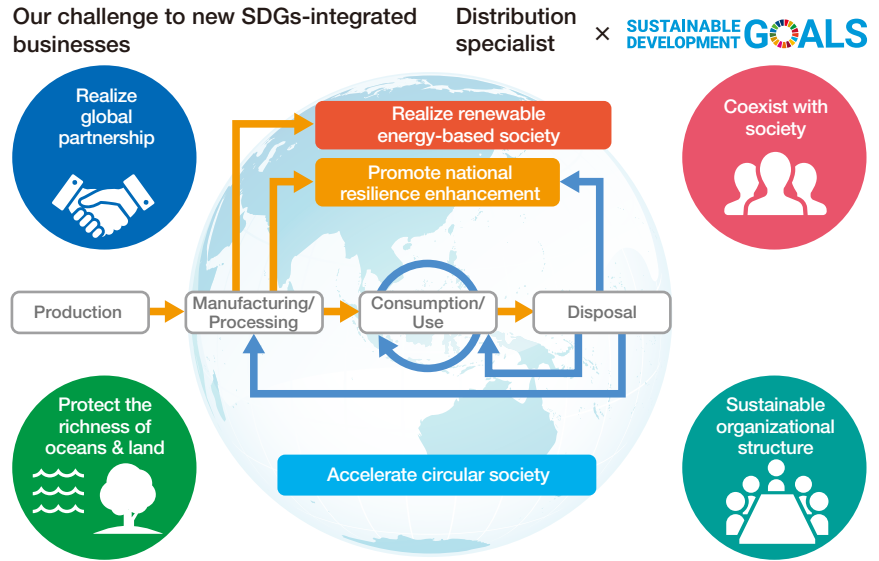 Our challenge to new SDGs-integrated
businesses
Distribution
specialist
×
SUSTAINABLE
DEVELOPMENT
GOALS
Realize
global
partnership
Realize renewable
energy-based society
Promote national
resilience enhancement
Coexist with
society
Production
Manufacturing/
Processing
Consumption/
Use
Disposal
Protect the
richness of
oceans & land
Accelerate circular society
Sustainable
organizational
structure